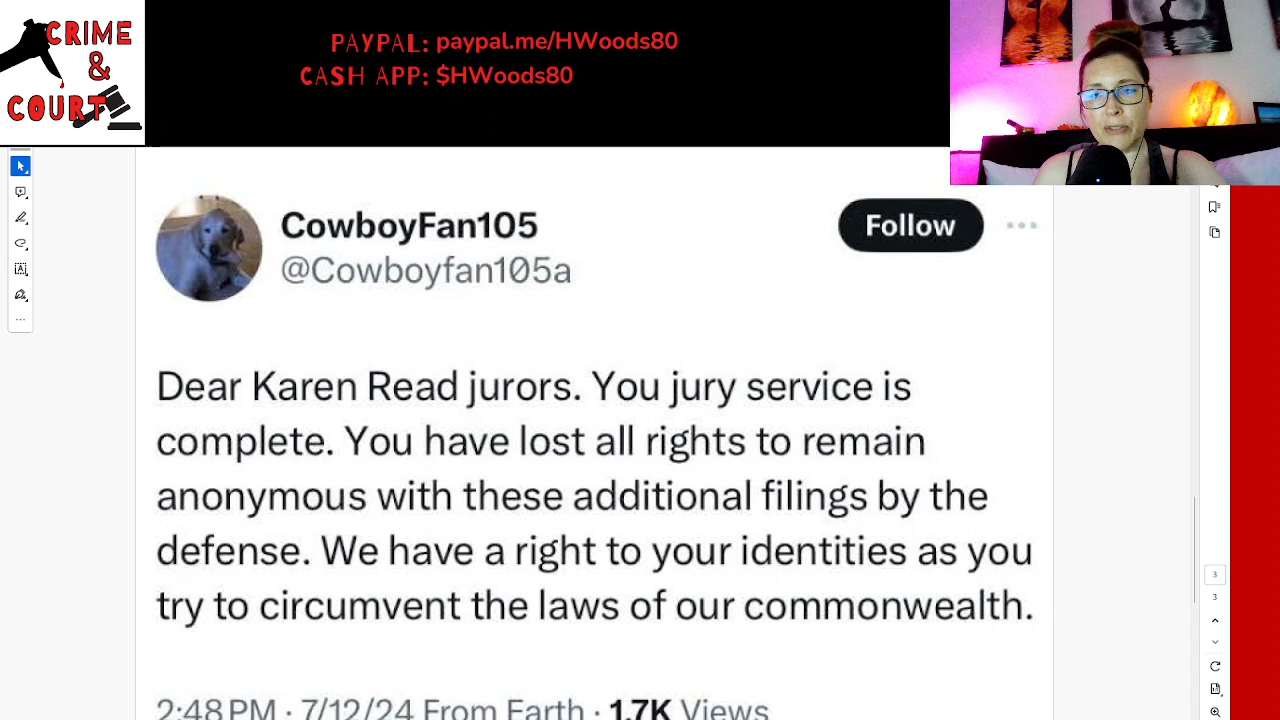 CRIME
&
COURT
PAYPAL: paypal.me/HWoods80
CASH APP: $HWoods80
CowboyFan105
@Cowboyfan105a
Follow
Dear Karen Read jurors. You jury service is
complete. You have lost all rights to remain
anonymous with these additional filings by the
defense. We have a right to your identities as you
try to circumvent the laws of our commonwealth.
2:48 PM · 7/12/24 From Earth · 1.7K Views
3
3